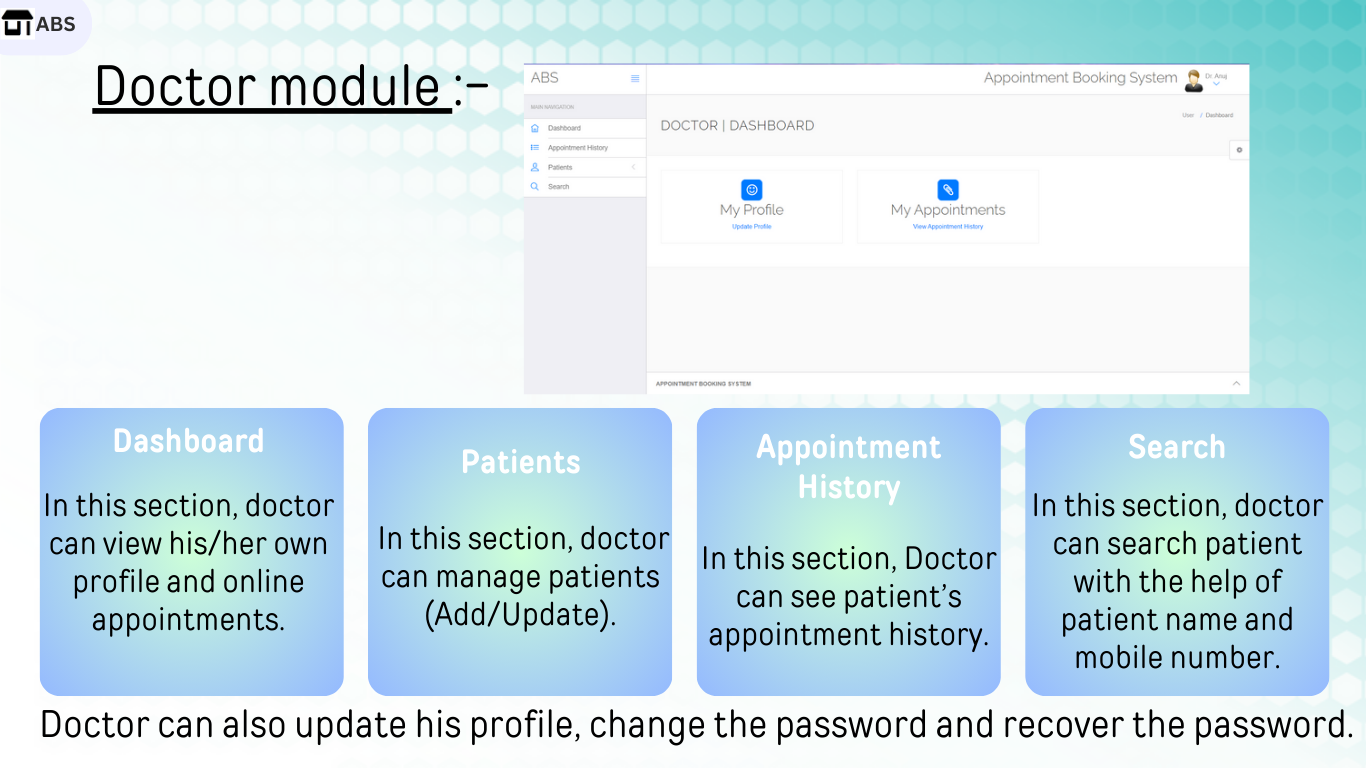 ABS
Doctor module :-
ABS
Appointment Booking System
Dr. Anuj
MAIN NAVIGATION
Dashboard
Appointment History
Patients
Search
DOCTOR | DASHBOARD
User / Dashboard
My Profile
Update Profile
My Appointments
View Appointment History
APPOINTMENT BOOKING SYSTEM
Dashboard
In this section, doctor
can view his/her own
profile and online
appointments.
Patients
In this section, doctor
can manage patients
(Add/Update).
Appointment
History
In this section, Doctor
can see patient’s
appointment history.
Search
In this section, doctor
can search patient
with the help of
patient name and
mobile number.
Doctor can also update his profile, change the password and recover the password.